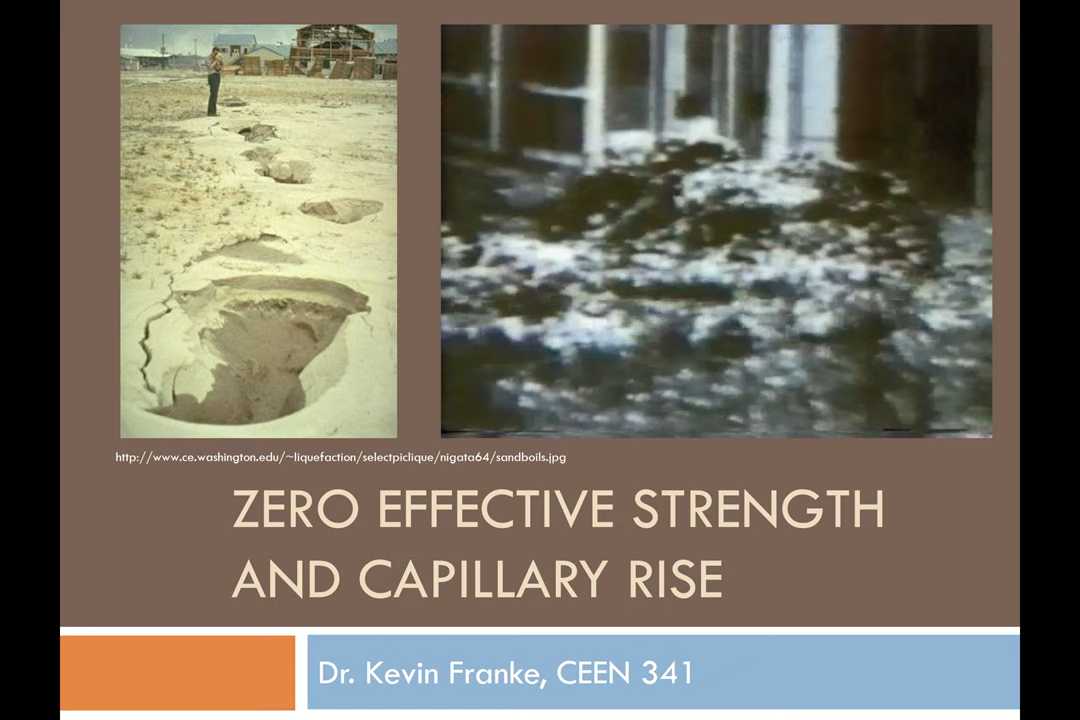 http://www.ce.washington.edu/~liquefaction/selectpiclique/nigata64/sandboils.jpg
ZERO EFFECTIVE STRENGTH
AND CAPILLARY RISE
Dr. Kevin Franke, CEEN 341